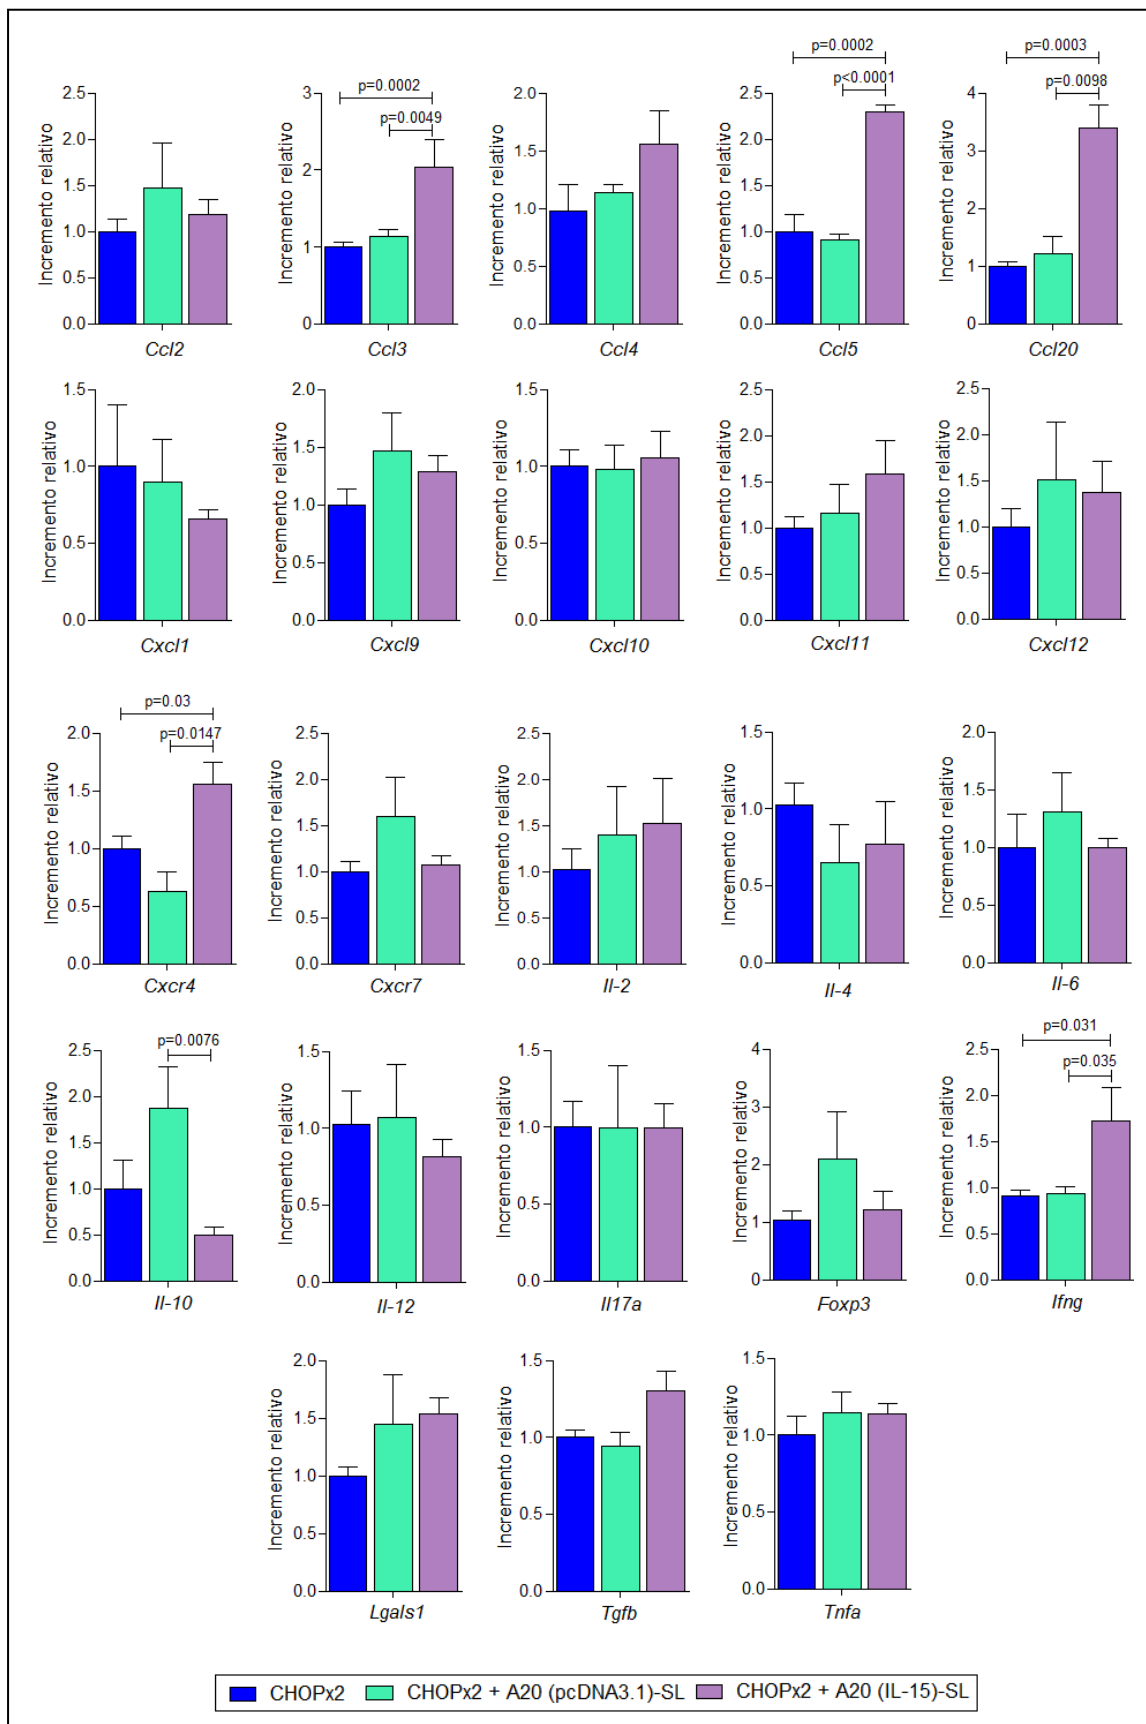 p=0.0002
p<0.0001
p=0.0003
p=0.0098
p=0.0002
p=0.0049
Incremento relativo
2.5
2.0
1.5
1.0
0.5
0.0
Ccl2
Incremento relativo
3
2
1
0
Ccl3
Incremento relativo
2.0
1.5
1.0
0.5
0.0
Ccl4
Incremento relativo
2.5
2.0
1.5
1.0
0.5
0.0
Ccl5
Incremento relativo
4
3
2
1
0
Ccl20
Incremento relativo
1.5
1.0
0.5
0.0
Cxcl1
Incremento relativo
2.0
1.5
1.0
0.5
0.0
Cxcl9
Incremento relativo
1.5
1.0
0.5
0.0
Cxcl10
Incremento relativo
2.5
2.0
1.5
1.0
0.5
0.0
Cxcl11
Incremento relativo
2.5
2.0
1.5
1.0
0.5
0.0
Cxcl12
p=0.03
p=0.0147
Incremento relativo
2.0
1.5
1.0
0.5
0.0
Cxcr4
Incremento relativo
2.5
2.0
1.5
1.0
0.5
0.0
Cxcr7
Incremento relativo
2.5
2.0
1.5
1.0
0.5
0.0
Il-2
Incremento relativo
1.5
1.0
0.5
0.0
Il-4
Incremento relativo
2.0
1.5
1.0
0.5
0.0
Il-6
p=0.0076
Incremento relativo
2.5
2.0
1.5
1.0
0.5
0.0
Il-10
Incremento relativo
1.5
1.0
0.5
0.0
Il-12
Incremento relativo
1.5
1.0
0.5
0.0
Il17a
Incremento relativo
4
3
2
1
0
Foxp3
p=0.031
p=0.035
Incremento relativo
2.5
2.0
1.5
1.0
0.5
0.0
Ifng
Incremento relativo
2.0
1.5
1.0
0.5
0.0
Lgals1
Incremento relativo
1.5
1.0
0.5
0.0
Tgfb
Incremento relativo
1.5
1.0
0.5
0.0
Tnfa
CHOPx2 CHOPx2 + A20 (pcDNA3.1)-SL CHOPx2 + A20 (IL-15)-SL